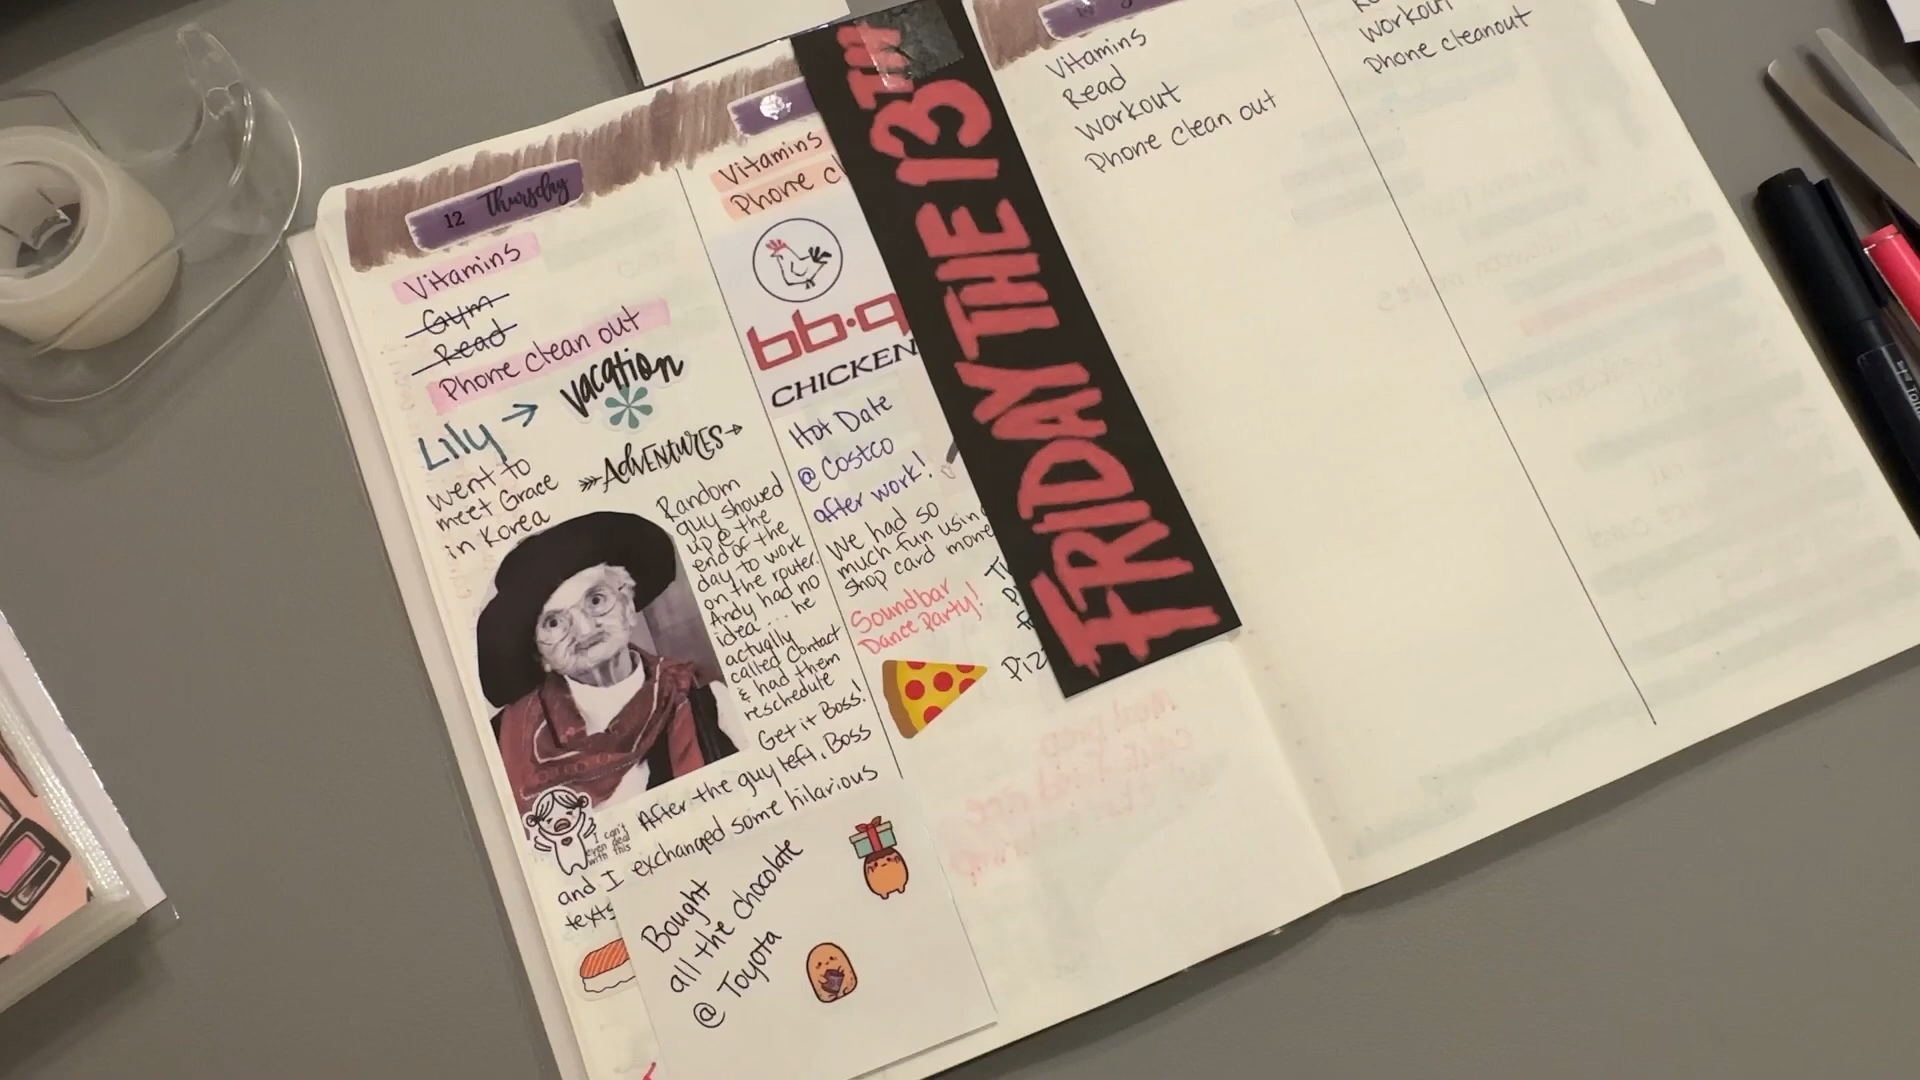 12 Thursday
Vitamins
Gym
Read
Phone clean out
Lily → vacation
went to
meet Grace
in Korea
Adventures
Random
guy showed
up @ the
end of the
day to work
on the router.
Andy had no
idea... he
actually
called Contact
& had them
reschedule
Get it Boss!
After the guy left, Boss
and I exchanged some hilarious
texts
I can't
even deal
with this
Bought
all the chocolate
@ Toyota
Vitamins
Phone cl
bb.q
CHICKEN
Hot Date
@ Costco
after work!
We had so
much fun using
shop card mone
Soundbar
Dance Party!
Piz
FRIDAY THE 13TH
Vitamins
Read
Workout
Phone clean out
Workout
Phone cleanout